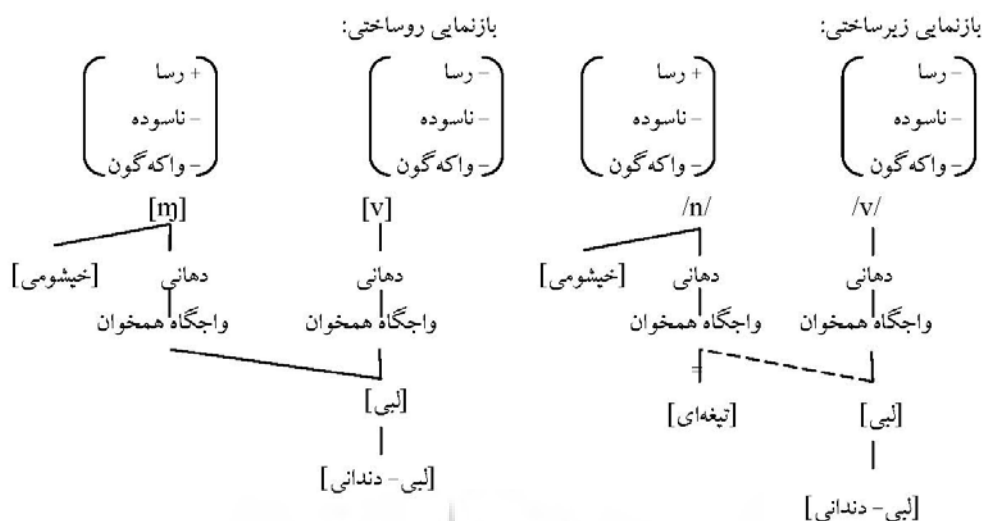 بازنمایی زیرساختی: بازنمایی روساختی:
– رسا + رسا – رسا + رسا
– ناسوده – ناسوده – ناسوده – ناسوده
– واکه‌گون – واکه‌گون – واکه‌گون – واکه‌گون
/v/ /n/ [v] [ɱ]
دهانی دهانی [خیشومی] دهانی دهانی [خیشومی]
واجگاه همخوان واجگاه همخوان واجگاه همخوان واجگاه همخوان
[لبی] [تیغه‌ای] [لبی]
[لبی– دندانی] [لبی– دندانی]